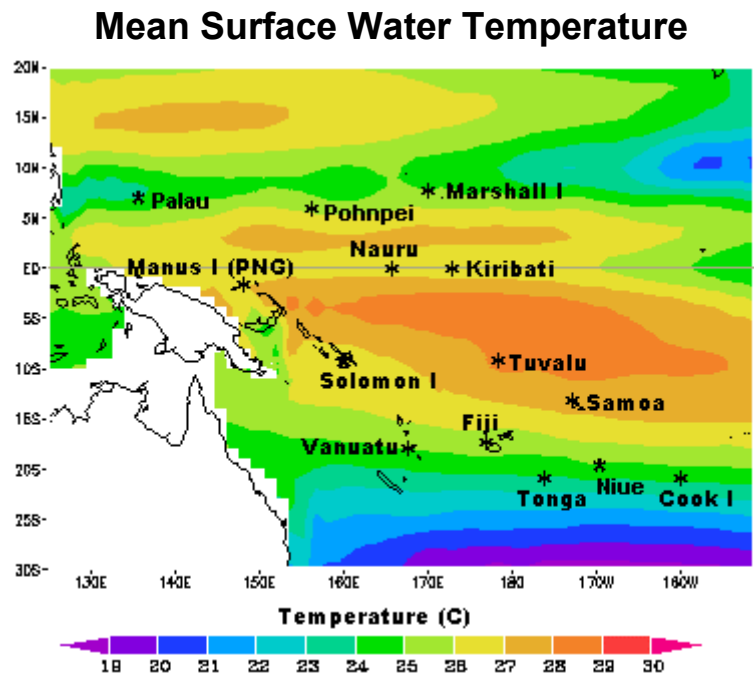 Mean Surface Water Temperature
20N
15N
10N
Marshall I
Palau
Pohnpei
5N
Nauru
EQ
Manus I (PNG)
Kiribati
5S
Tuvalu
10S
Solomon I
Samoa
15S
Fiji
Vanuatu
20S
Niue
Tonga
Cook I
25S
30S
130E 140E 150E 160E 170E 180 170W 160W
Temperature (C)
19 20 21 22 23 24 25 26 27 28 29 30